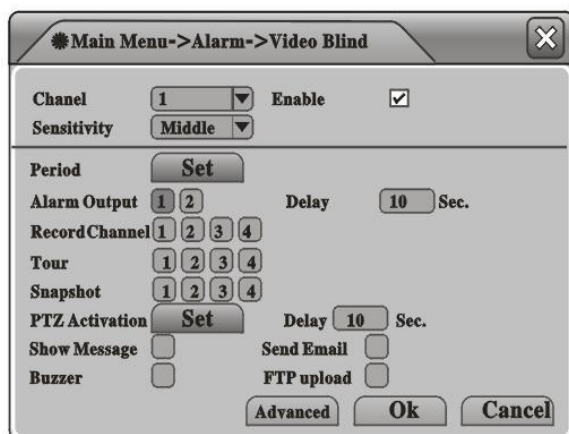 Main Menu->Alarm->Video Blind
Chanel 1 Enable
Sensitivity Middle
Period Set
Alarm Output 1 2 Delay 10 Sec.
Record Channel 1 2 3 4
Tour 1 2 3 4
Snapshot 1 2 3 4
PTZ Activation Set Delay 10 Sec.
Show Message Send Email
Buzzer FTP upload
Advanced Ok Cancel